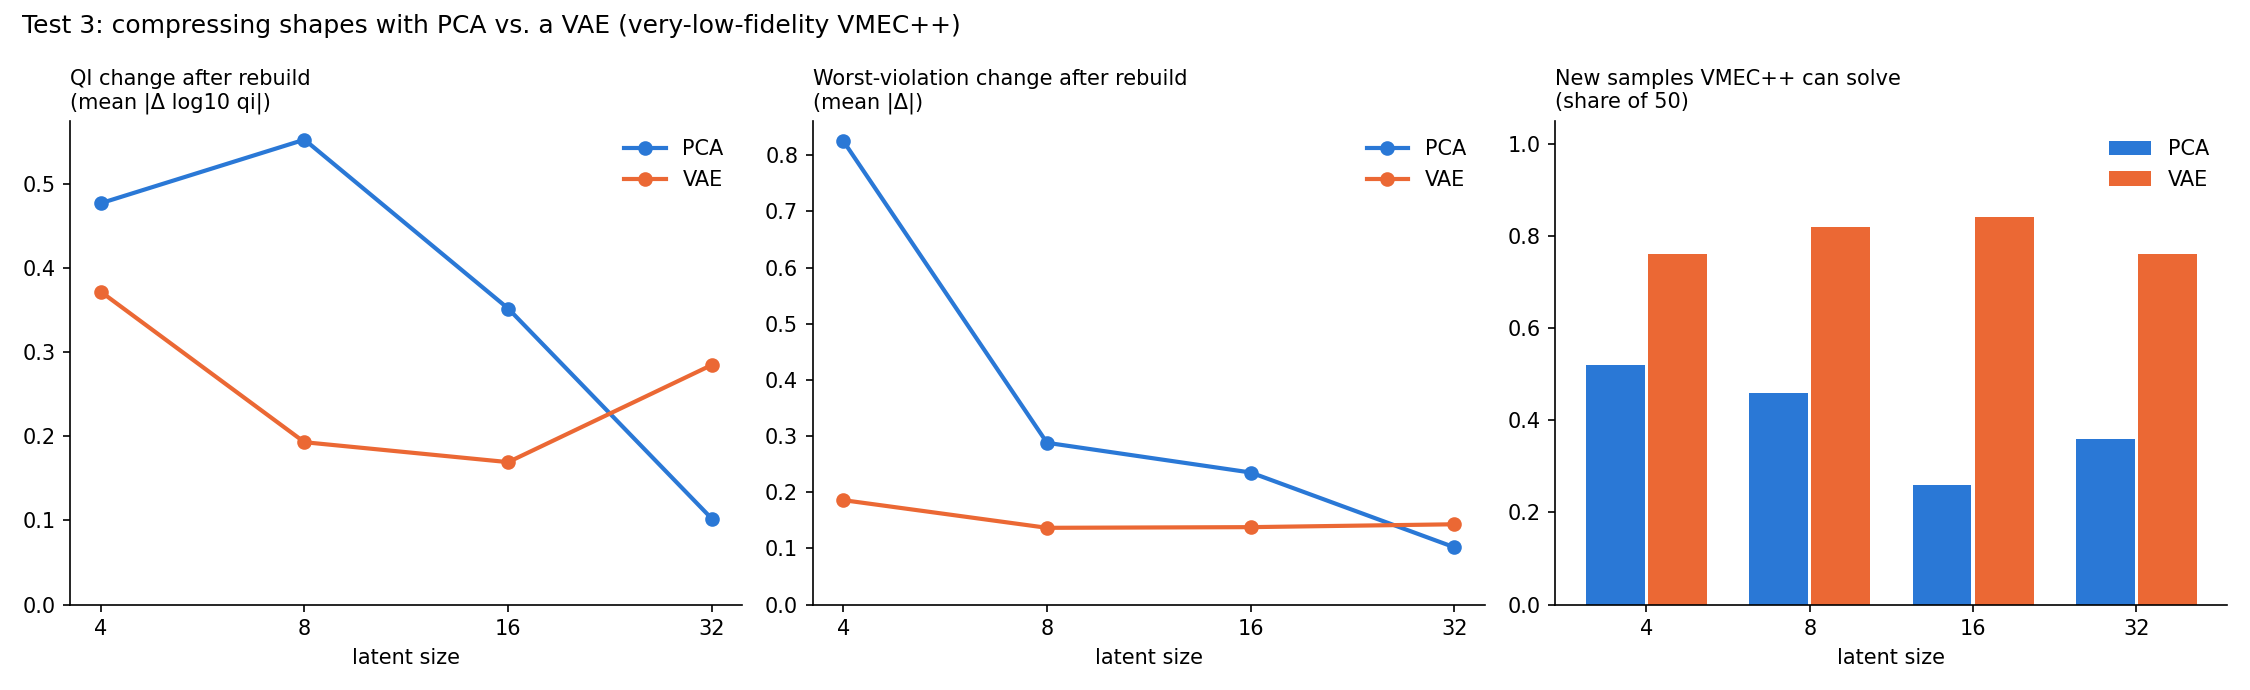 Test 3: compressing shapes with PCA vs. a VAE (very-low-fidelity VMEC++)
QI change after rebuild
(mean |Δ log10 qi|)
PCA
VAE
0.5
0.4
0.3
0.2
0.1
0.0
4
8
16
32
latent size
Worst-violation change after rebuild
(mean |Δ|)
PCA
VAE
0.8
0.7
0.6
0.5
0.4
0.3
0.2
0.1
0.0
4
8
16
32
latent size
New samples VMEC++ can solve
(share of 50)
PCA
VAE
1.0
0.8
0.6
0.4
0.2
0.0
4
8
16
32
latent size